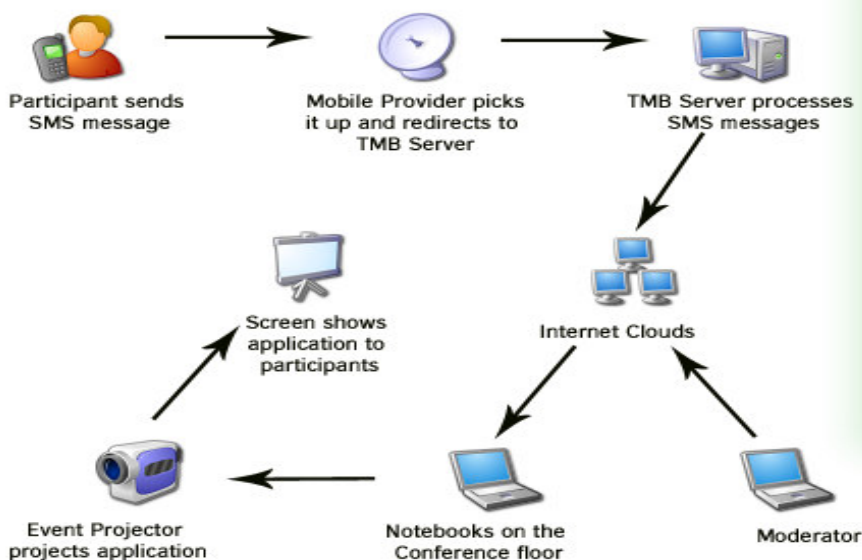 Participant sends
SMS message
Mobile Provider picks
it up and redirects to
TMB Server
TMB Server processes
SMS messages
Screen shows
application to
participants
Internet Clouds
Event Projector
projects application
Notebooks on the
Conference floor
Moderator